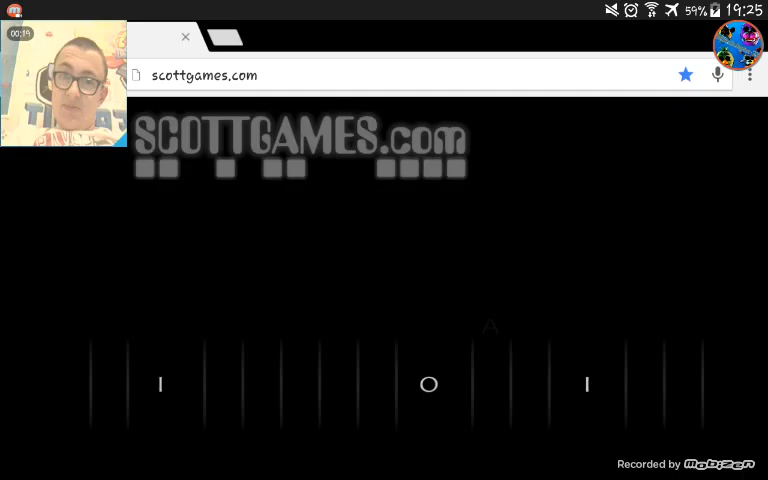 59% 19:25
00:19
scottgames.com
SCOTTGAMES.com
A
I O I
Recorded by Mobizen